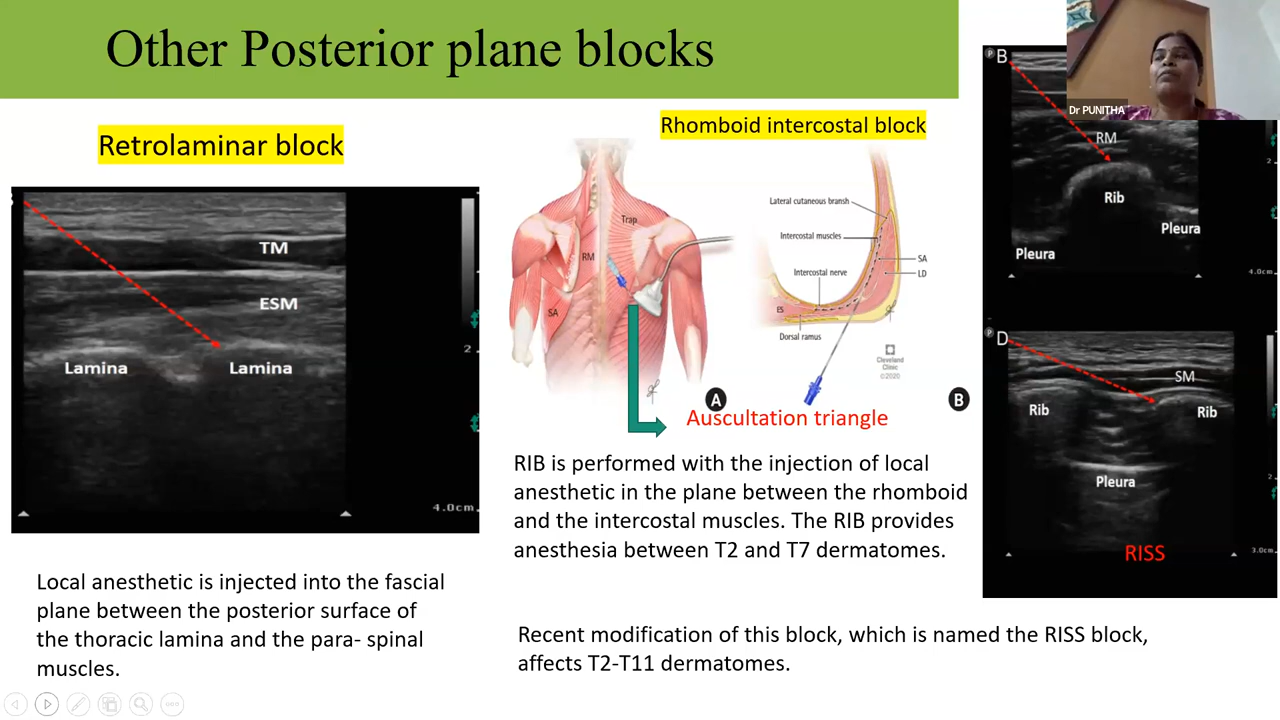 Other Posterior plane blocks
Dr PUNITHA
Retrolaminar block
TM
ESM
Lamina
Lamina
2
4.0cm
Local anesthetic is injected into the fascial
plane between the posterior surface of
the thoracic lamina and the para- spinal
muscles.
Rhomboid intercostal block
Trap
RM
SA
A
Lateral cutaneous bransh
Intercostal muscles
Intercostal nerve
SA
LD
ES
Dorsal ramus
Cleveland
Clinic
©2020
B
Auscultation triangle
RIB is performed with the injection of local
anesthetic in the plane between the rhomboid
and the intercostal muscles. The RIB provides
anesthesia between T2 and T7 dermatomes.
Recent modification of this block, which is named the RISS block,
affects T2-T11 dermatomes.
P
B
RM
2
Rib
Pleura
Pleura
4.0cm
P
D
SM
Rib
Rib
Pleura
2
RISS
3.0cm